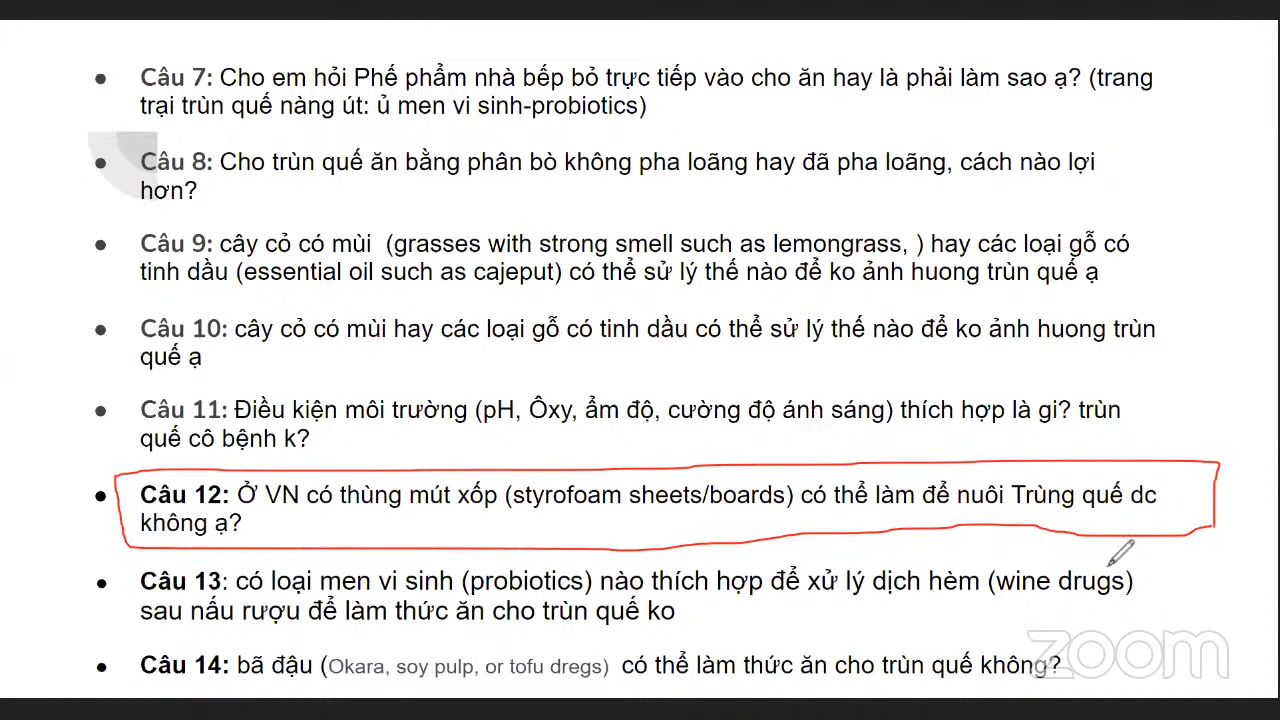 Câu 7: Cho em hỏi Phế phẩm nhà bếp bỏ trực tiếp vào cho ăn hay là phải làm sao ạ? (trang
trại trùn quế nàng út: ủ men vi sinh-probiotics)
Câu 8: Cho trùn quế ăn bằng phân bò không pha loãng hay đã pha loãng, cách nào lợi
hơn?
Câu 9: cây cỏ có mùi (grasses with strong smell such as lemongrass, ) hay các loại gỗ có
tinh dầu (essential oil such as cajeput) có thể sử lý thế nào để ko ảnh huong trùn quế ạ
Câu 10: cây cỏ có mùi hay các loại gỗ có tinh dầu có thể sử lý thế nào để ko ảnh huong trùn
quế ạ
Câu 11: Điều kiện môi trường (pH, Ôxy, ẩm độ, cường độ ánh sáng) thích hợp là gi? trùn
quế cô bệnh k?
Câu 12: Ở VN có thùng mút xốp (styrofoam sheets/boards) có thể làm để nuôi Trùng quế dc
không ạ?
Câu 13: có loại men vi sinh (probiotics) nào thích hợp để xử lý dịch hèm (wine drugs)
sau nấu rượu để làm thức ăn cho trùn quế ko
Câu 14: bã đậu (Okara, soy pulp, or tofu dregs) có thể làm thức ăn cho trùn quế không?
zoom